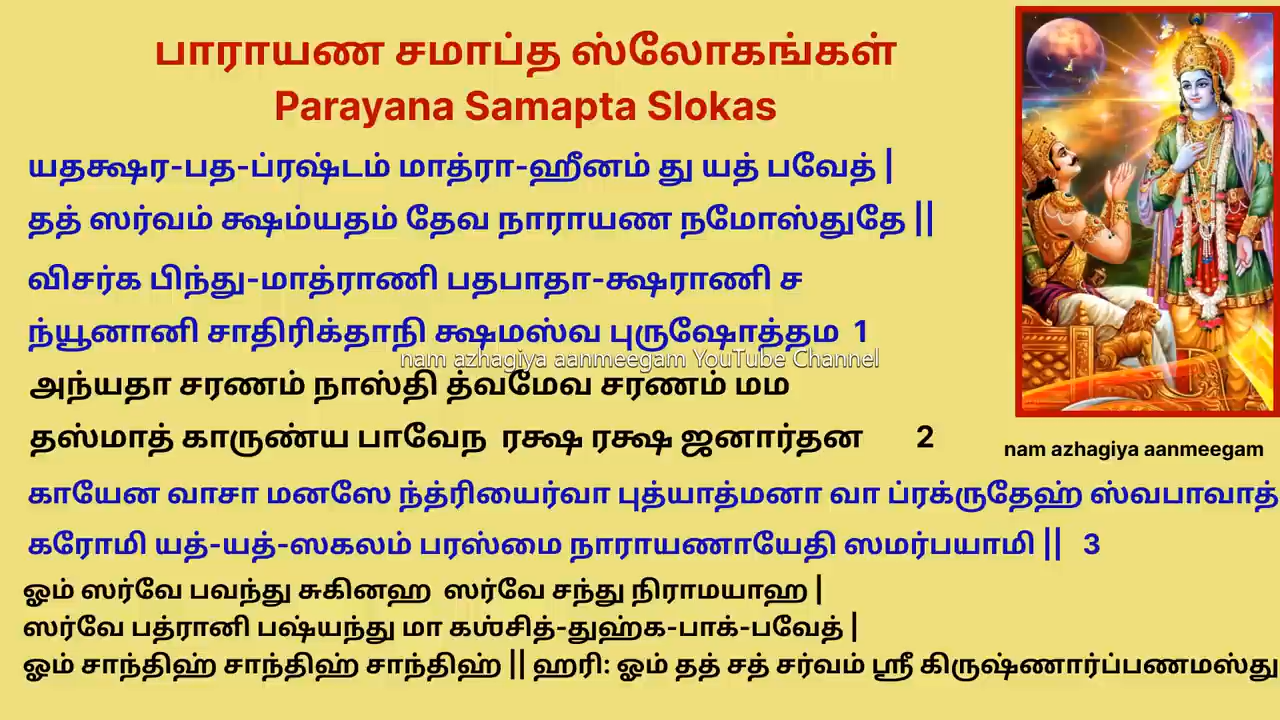 பாராயண சமாப்த ஸ்லோகங்கள்
Parayana Samapta Slokas
யதக்ஷர-பத-ப்ரஷ்டம் மாத்ரா-ஹீனம் து யத் பவேத் |
தத் ஸர்வம் க்ஷம்யதம் தேவ நாராயண நமோஸ்துதே ||
விசர்க பிந்து-மாத்ராணி பதபாதா-க்ஷராணி ச
ந்யூனானி சாதிரிக்தாநி க்ஷமஸ்வ புருஷோத்தம 1
nam azhagiya aanmeegam YouTube Channel
அந்யதா சரணம் நாஸ்தி த்வமேவ சரணம் மம
தஸ்மாத் காருண்ய பாவேந ரக்ஷ ரக்ஷ ஜனார்தன 2
nam azhagiya aanmeegam
காயேன வாசா மனஸே ந்த்ரியைர்வா புத்யாத்மனா வா ப்ரக்ருதேஹ் ஸ்வபாவாத்
கரோமி யத்-யத்-ஸகலம் பரஸ்மை நாராயணாயேதி ஸமர்பயாமி || 3
ஓம் ஸர்வே பவந்து சுகினஹ ஸர்வே சந்து நிராமயாஹ |
ஸர்வே பத்ரானி பஷ்யந்து மா கஶ்சித்-துஹ்க-பாக்-பவேத் |
ஓம் சாந்திஹ் சாந்திஹ் சாந்திஹ் || ஹரி: ஓம் தத் சத் சர்வம் ஸ்ரீ கிருஷ்ணார்ப்பணமஸ்து